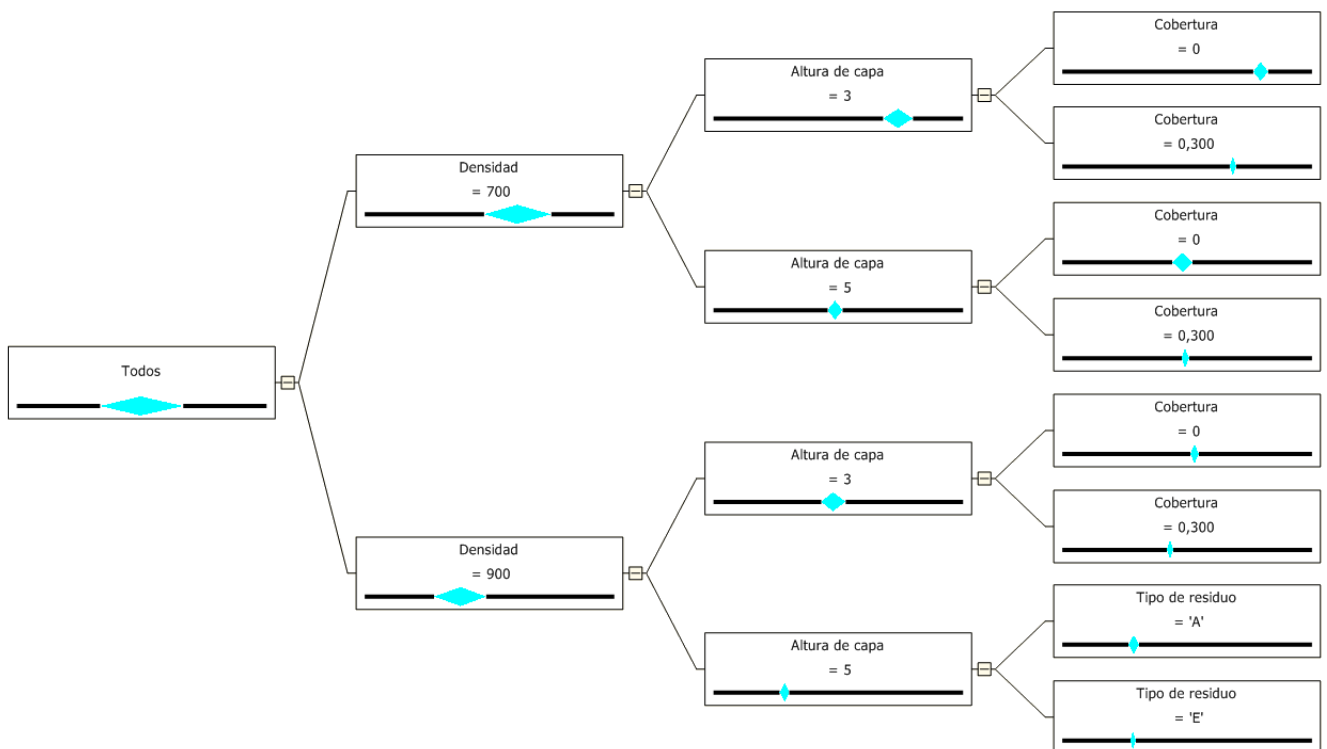 Todos
Densidad
= 700
Densidad
= 900
Altura de capa
= 3
Altura de capa
= 5
Altura de capa
= 3
Altura de capa
= 5
Cobertura
= 0
Cobertura
= 0,300
Cobertura
= 0
Cobertura
= 0,300
Cobertura
= 0
Cobertura
= 0,300
Tipo de residuo
= 'A'
Tipo de residuo
= 'E'